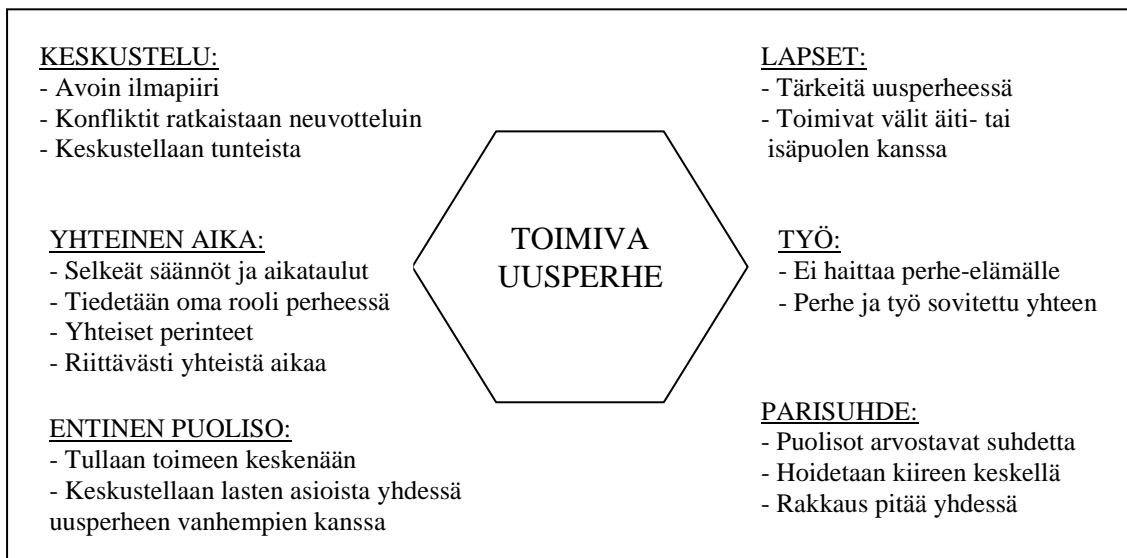 KESKUSTELU:
- Avoin ilmapiiri
- Konfliktit ratkaistaan neuvotteluin
- Keskustellaan tunteista
LAPSET:
- Tärkeitä uusperheessä
- Toimivat välit äiti- tai
isäpuolen kanssa
YHTEINEN AIKA:
- Selkeät säännöt ja aikataulut
- Tiedetään oma rooli perheessä
- Yhteiset perinteet
- Riittävästi yhteistä aikaa
TOIMIVA
UUSPERHE
TYÖ:
- Ei haittaa perhe-elämälle
- Perhe ja työ sovitettu yhteen
ENTINEN PUOLISO:
- Tullaan toimeen keskenään
- Keskustellaan lasten asioista yhdessä
uusperheen vanhempien kanssa
PARISUHDE:
- Puolisot arvostavat suhdetta
- Hoidetaan kiireen keskellä
- Rakkaus pitää yhdessä